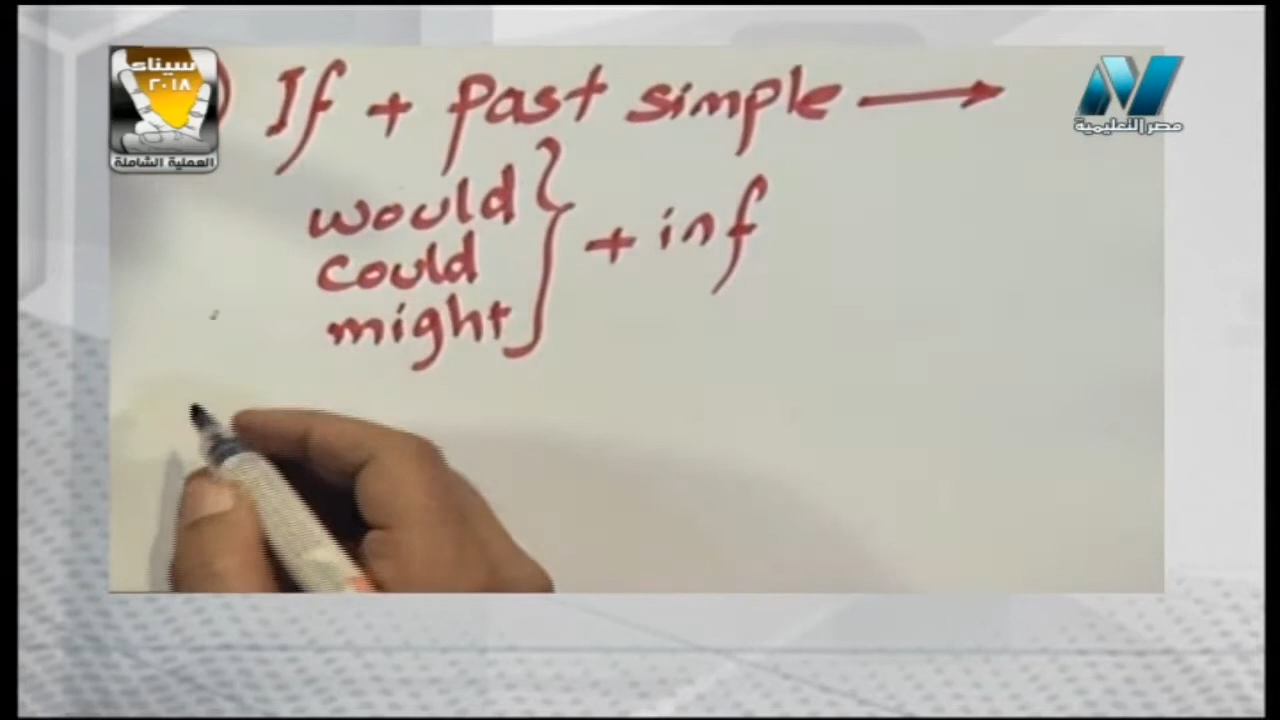 سيناء
٢٠١٨
العملية الشاملة
مصر التعليمية
) If + past simple →
would
could } + inf
might